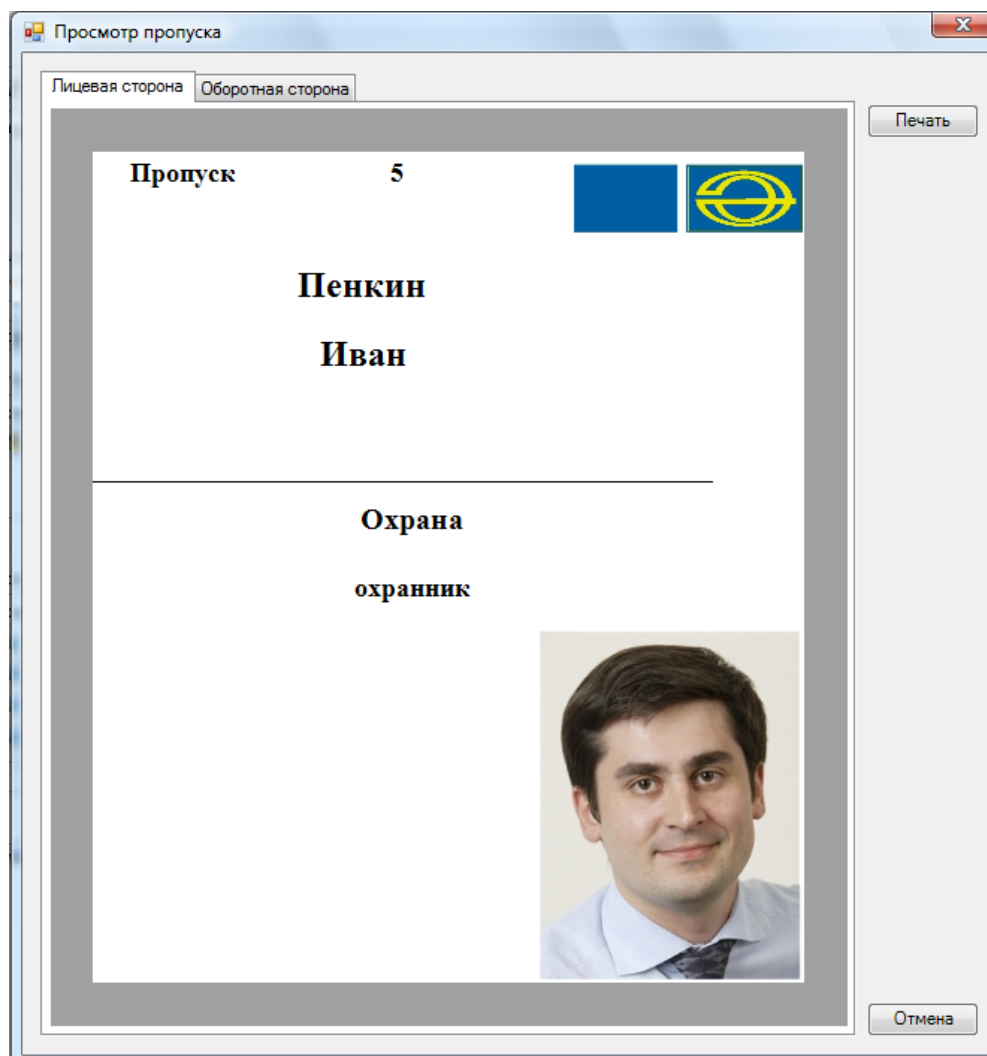 Просмотр пропуска
Лицевая сторона Оборотная сторона
Печать
Пропуск 5
Пенкин
Иван
Охрана
охранник
Отмена